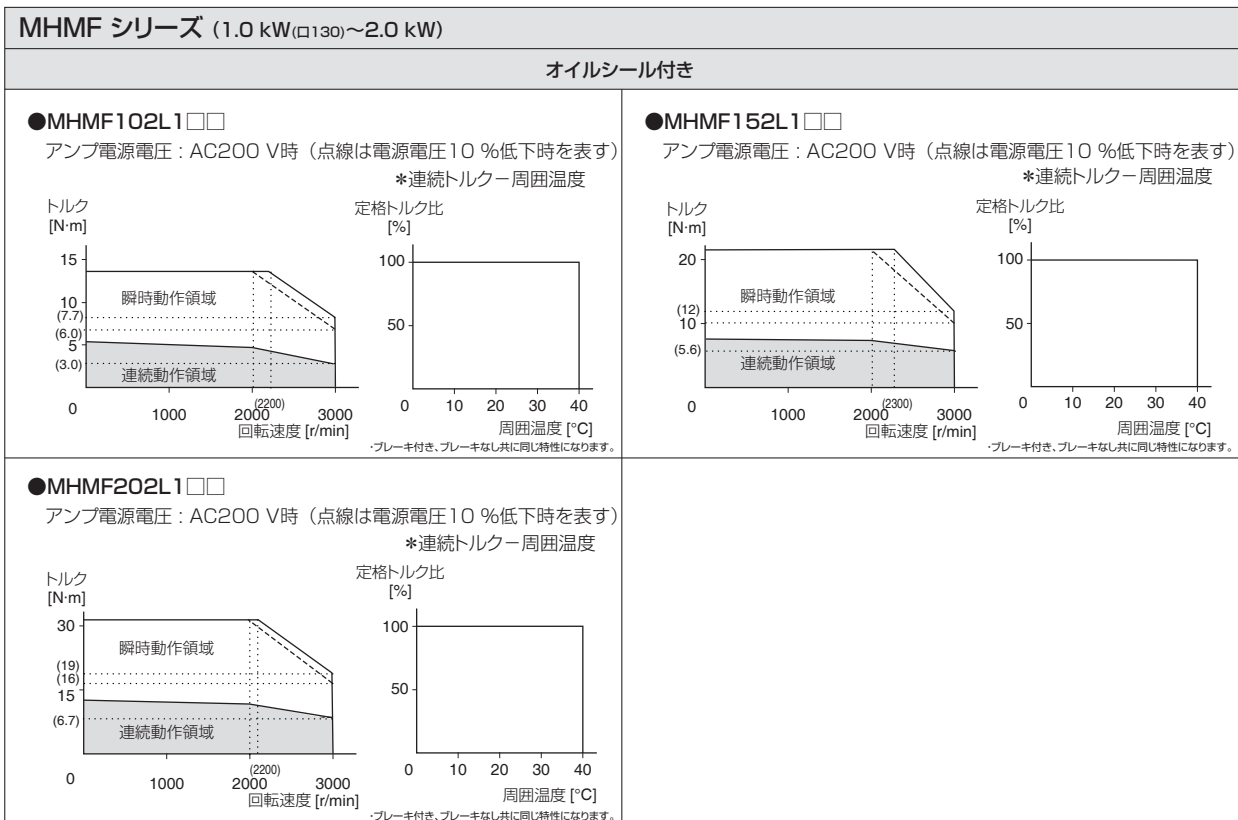 MHMF シリーズ (1.0 kW(□130)～2.0 kW)
オイルシール付き
●MHMF102L1□□
アンプ電源電圧：AC200 V時（点線は電源電圧10 %低下時を表す）
*連続トルクー周囲温度
トルク
[N·m]
15
10
(7.7)
(6.0)
5
(3.0)
0
瞬時動作領域
連続動作領域
1000
2000
(2200)
3000
回転速度 [r/min]
定格トルク比
[%]
100
50
0
10
20
30
40
周囲温度 [°C]
･ブレーキ付き、ブレーキなし共に同じ特性になります。
●MHMF152L1□□
アンプ電源電圧：AC200 V時（点線は電源電圧10 %低下時を表す）
*連続トルクー周囲温度
トルク
[N·m]
20
(12)
10
(5.6)
0
瞬時動作領域
連続動作領域
1000
2000
(2300)
3000
回転速度 [r/min]
定格トルク比
[%]
100
50
0
10
20
30
40
周囲温度 [°C]
･ブレーキ付き、ブレーキなし共に同じ特性になります。
●MHMF202L1□□
アンプ電源電圧：AC200 V時（点線は電源電圧10 %低下時を表す）
*連続トルクー周囲温度
トルク
[N·m]
30
(19)
(16)
15
(6.7)
0
瞬時動作領域
連続動作領域
1000
2000
(2200)
3000
回転速度 [r/min]
定格トルク比
[%]
100
50
0
10
20
30
40
周囲温度 [°C]
･ブレーキ付き、ブレーキなし共に同じ特性になります。